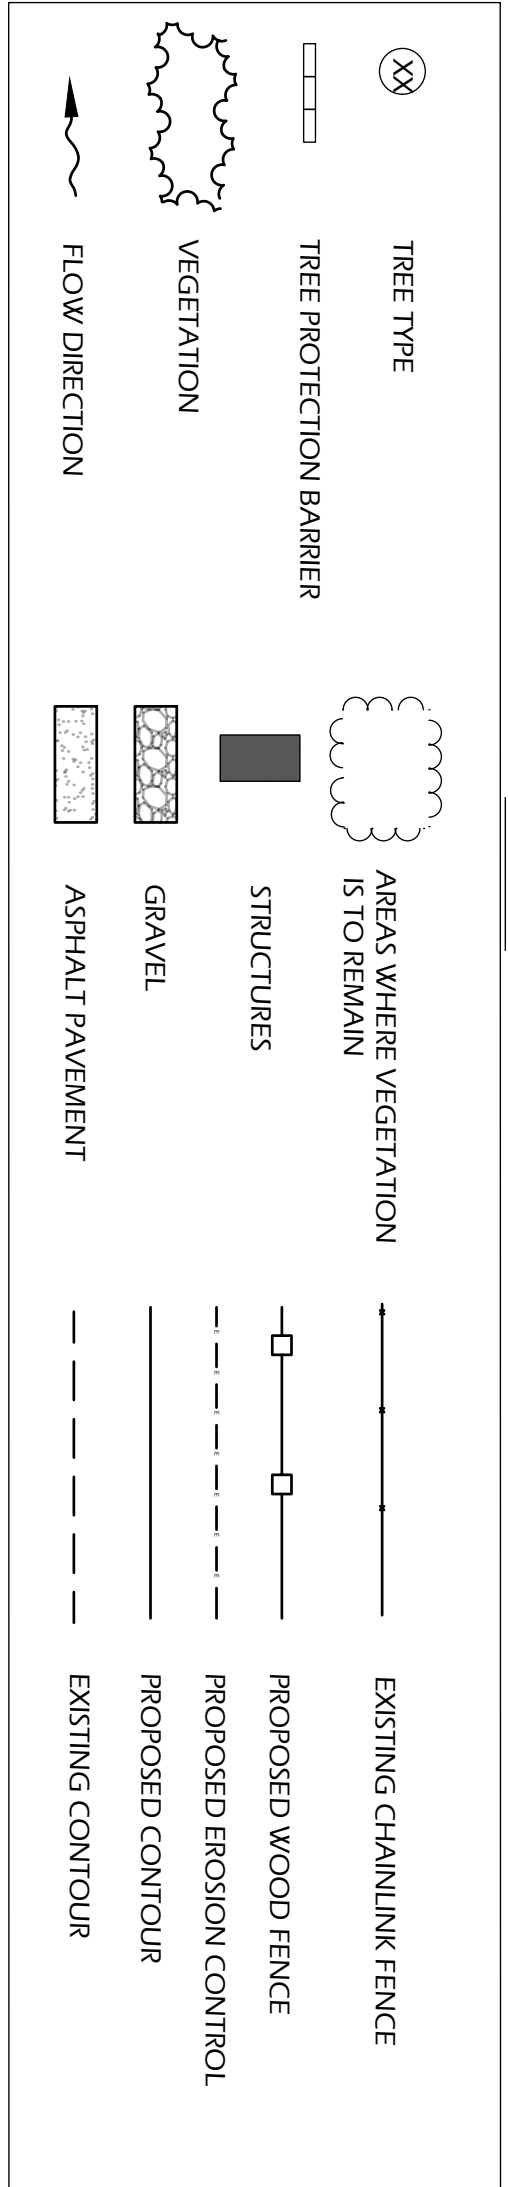 XX
TREE TYPE
TREE PROTECTION BARRIER
VEGETATION
FLOW DIRECTION
AREAS WHERE VEGETATION
IS TO REMAIN
STRUCTURES
GRAVEL
ASPHALT PAVEMENT
EXISTING CHAINLINK FENCE
PROPOSED WOOD FENCE
E E E E E E E
PROPOSED EROSION CONTROL
PROPOSED CONTOUR
EXISTING CONTOUR